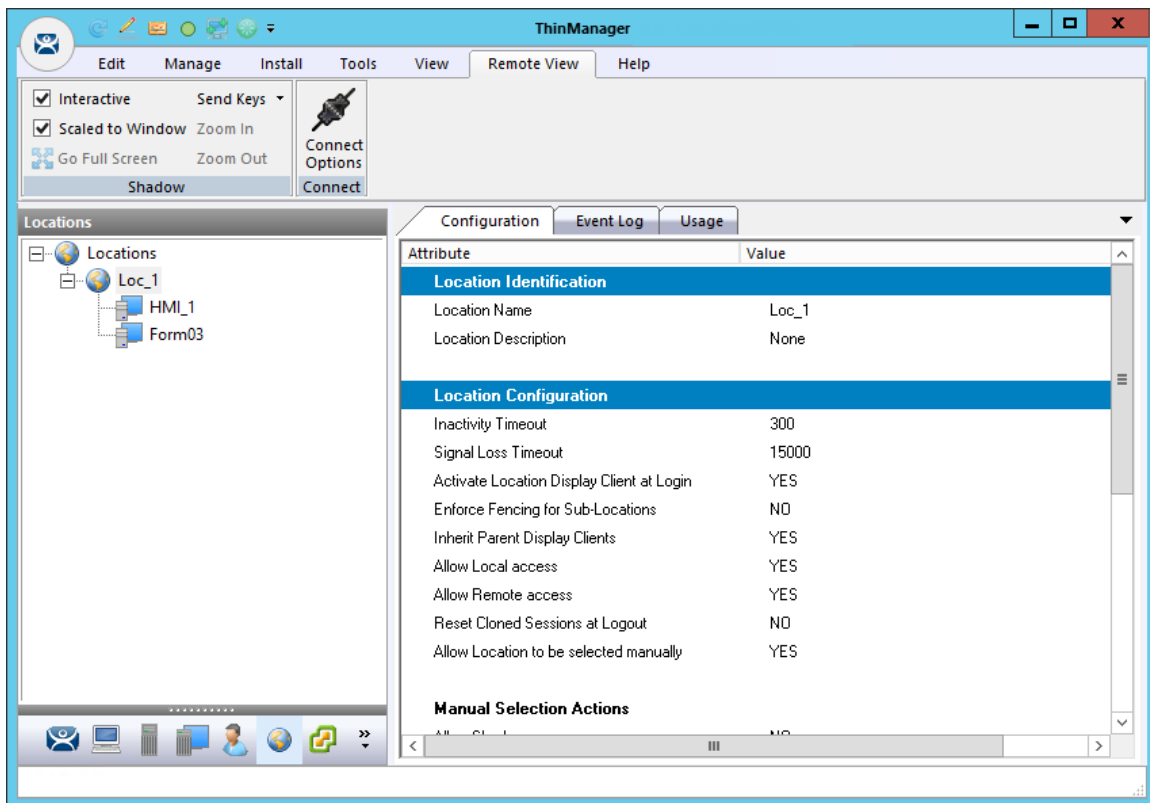 ThinManager
Edit Manage Install Tools View Remote View Help
Interactive Send Keys
Scaled to Window Zoom In
Go Full Screen Zoom Out
Connect Options
Shadow Connect
Locations
Configuration Event Log Usage
Locations
Loc_1
HMI_1
Form03
Attribute Value
Location Identification
Location Name Loc_1
Location Description None
Location Configuration
Inactivity Timeout 300
Signal Loss Timeout 15000
Activate Location Display Client at Login YES
Enforce Fencing for Sub-Locations NO
Inherit Parent Display Clients YES
Allow Local access YES
Allow Remote access YES
Reset Cloned Sessions at Logout NO
Allow Location to be selected manually YES
Manual Selection Actions